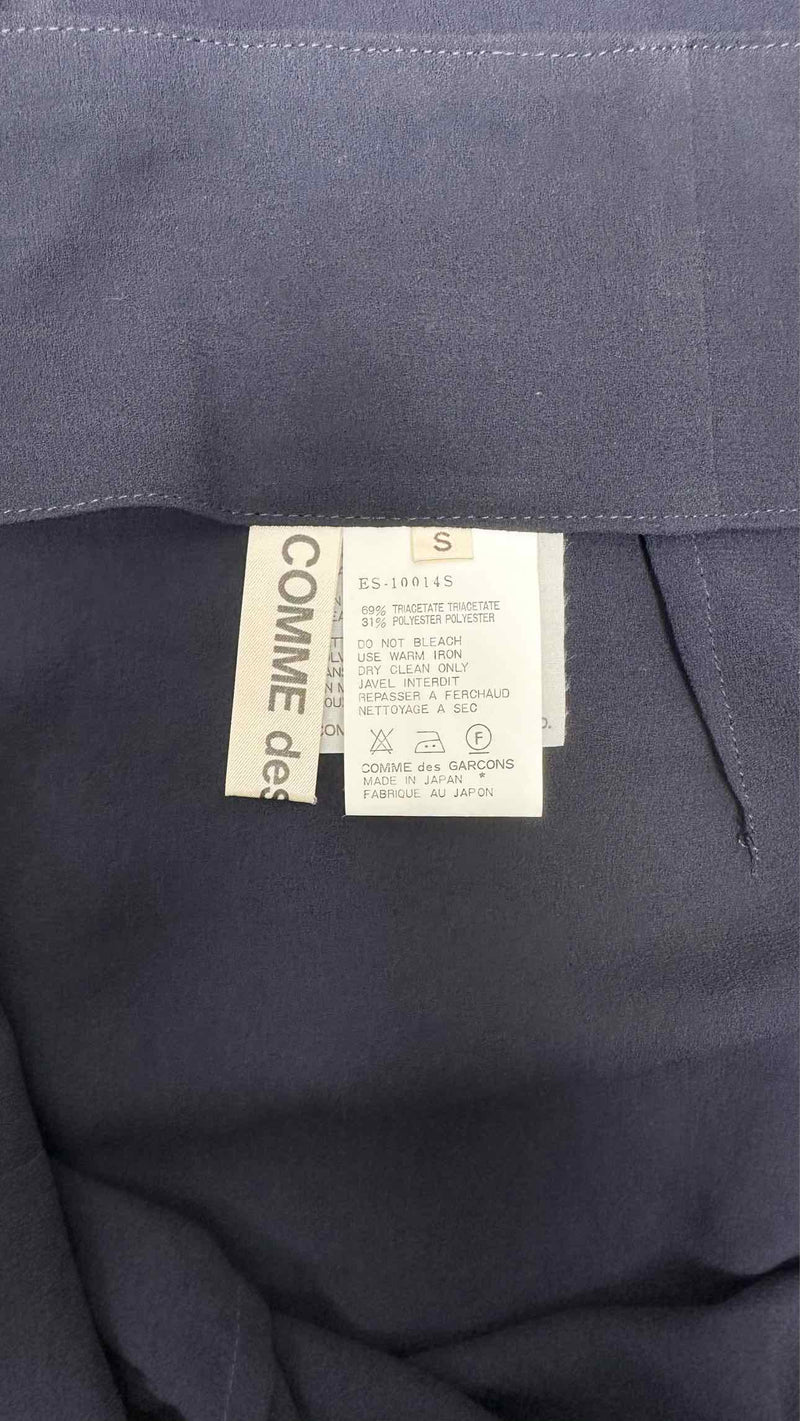 COMME des
S
ES-10014S
69% TRIACETATE TRIACETATE
31% POLYESTER POLYESTER
DO NOT BLEACH
USE WARM IRON
DRY CLEAN ONLY
JAVEL INTERDIT
REPASSER A FERCHAUD
NETTOYAGE A SEC
F
COMME des GARCONS
MADE IN JAPAN *
FABRIQUE AU JAPON